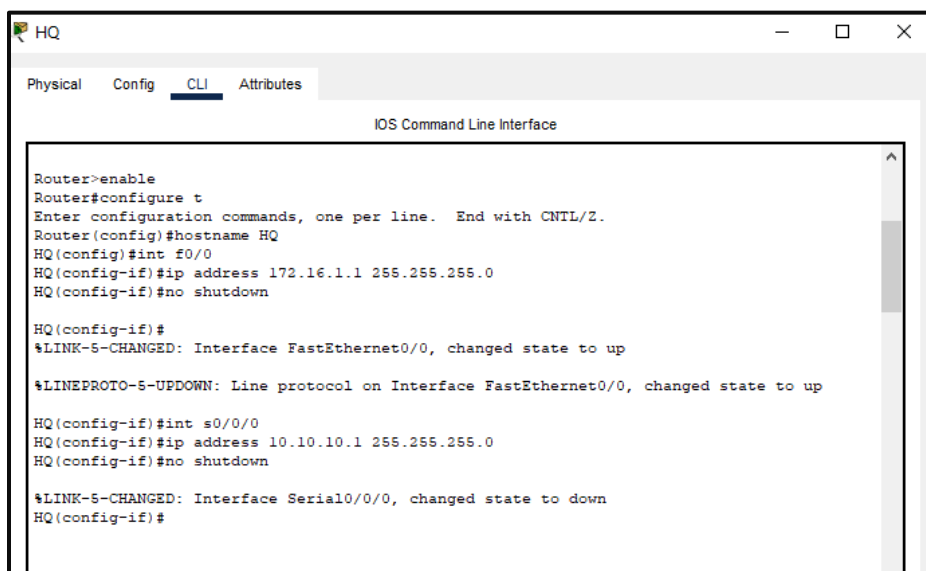 HQ
Physical Config CLI Attributes
IOS Command Line Interface
Router>enable
Router#configure t
Enter configuration commands, one per line.  End with CNTL/Z.
Router(config)#hostname HQ
HQ(config)#int f0/0
HQ(config-if)#ip address 172.16.1.1 255.255.255.0
HQ(config-if)#no shutdown
HQ(config-if)#
%LINK-5-CHANGED: Interface FastEthernet0/0, changed state to up
%LINEPROTO-5-UPDOWN: Line protocol on Interface FastEthernet0/0, changed state to up
HQ(config-if)#int s0/0/0
HQ(config-if)#ip address 10.10.10.1 255.255.255.0
HQ(config-if)#no shutdown
%LINK-5-CHANGED: Interface Serial0/0/0, changed state to down
HQ(config-if)#